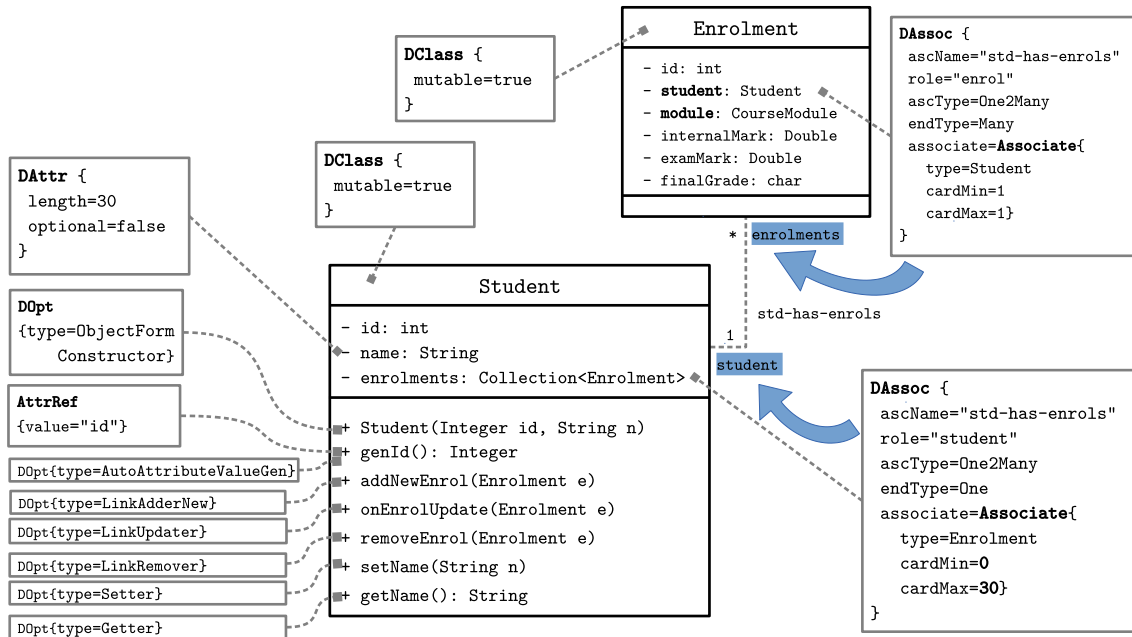 DClass {
mutable=true
}
Enrolment
- id: int
- student: Student
- module: CourseModule
- internalMark: Double
- examMark: Double
- finalGrade: char
DAssoc {
ascName="std-has-enrols"
role="enrol"
ascType=One2Many
endType=Many
associate=Associate{
type=Student
cardMin=1
cardMax=1}
}
DClass {
mutable=true
}
DAttr {
length=30
optional=false
}
* enrolments
std-has-enrols
1
student
Student
- id: int
- name: String
- enrolments: Collection<Enrolment>
+ Student(Integer id, String n)
+ genId(): Integer
+ addNewEnrol(Enrolment e)
+ onEnrolUpdate(Enrolment e)
+ removeEnrol(Enrolment e)
+ setName(String n)
+ getName(): String
DOpt
{type=ObjectForm
Constructor}
AttrRef
{value="id"}
DOpt{type=AutoAttributeValueGen}
DOpt{type=LinkAdderNew}
DOpt{type=LinkUpdater}
DOpt{type=LinkRemover}
DOpt{type=Setter}
DOpt{type=Getter}
DAssoc {
ascName="std-has-enrols"
role="student"
ascType=One2Many
endType=One
associate=Associate{
type=Enrolment
cardMin=0
cardMax=30}
}